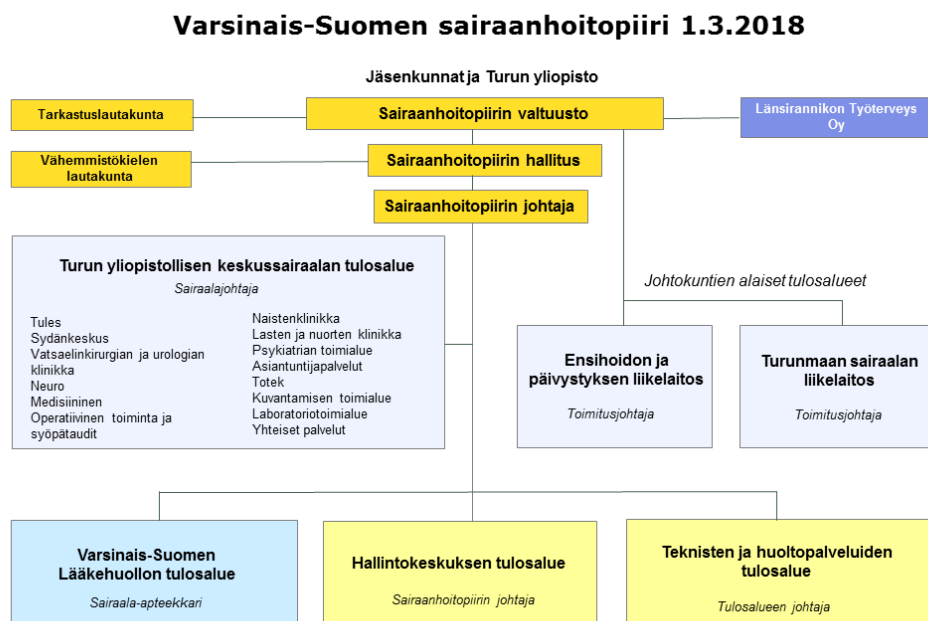 Varsinais-Suomen sairaanhoitopiiri 1.3.2018
Jäsenkunnat ja Turun yliopisto
Tarkastuslautakunta
Sairaanhoitopiirin valtuusto
Länsirannikon Työterveys
Oy
Vähemmistökielen
lautakunta
Sairaanhoitopiirin hallitus
Sairaanhoitopiirin johtaja
Turun yliopistollisen keskussairaalan tulosalue
Sairaalajohtaja
Tules
Sydänkeskus
Vatsaelinkirurgian ja urologian
klinikka
Neuro
Medisiininen
Operatiivinen toiminta ja
syöpätaudit
Naistenklinikka
Lasten ja nuorten klinikka
Psykiatrian toimialue
Asiantuntijapalvelut
Totek
Kuvantamisen toimialue
Laboratoriotoimialue
Yhteiset palvelut
Johtokuntien alaiset tulosalueet
Ensihoidon ja
päivystyksen liikelaitos
Toimitusjohtaja
Turunmaan sairaalan
liikelaitos
Toimitusjohtaja
Varsinais-Suomen
Lääkehuollon tulosalue
Sairaala-apteekkari
Hallintokeskuksen tulosalue
Sairaanhoitopiirin johtaja
Teknisten ja huoltopalveluiden
tulosalue
Tulosalueen johtaja